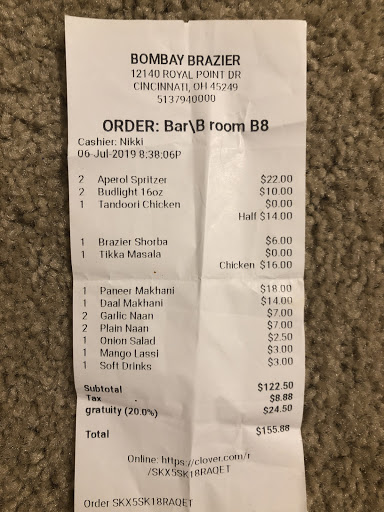 BOMBAY BRAZIER
12140 ROYAL POINT DR
CINCINNATI, OH 45249
5137940000
ORDER: Bar\B room B8
Cashier: Nikki
06-Jul-2019 8:38:06P
2 Aperol Spritzer $22.00
2 Budlight 16oz $10.00
1 Tandoori Chicken $0.00
Half $14.00
1 Brazier Shorba $6.00
1 Tikka Masala $0.00
Chicken $16.00
1 Paneer Makhani $18.00
1 Daal Makhani $14.00
2 Garlic Naan $7.00
2 Plain Naan $7.00
1 Onion Salad $2.50
1 Mango Lassi $3.00
1 Soft Drinks $3.00
Subtotal $122.50
Tax $8.88
gratuity (20.0%) $24.50
Total $155.88
Online: https://clover.com/r
/SKX5SK18RAQET
Order SKX5SK18RAQET